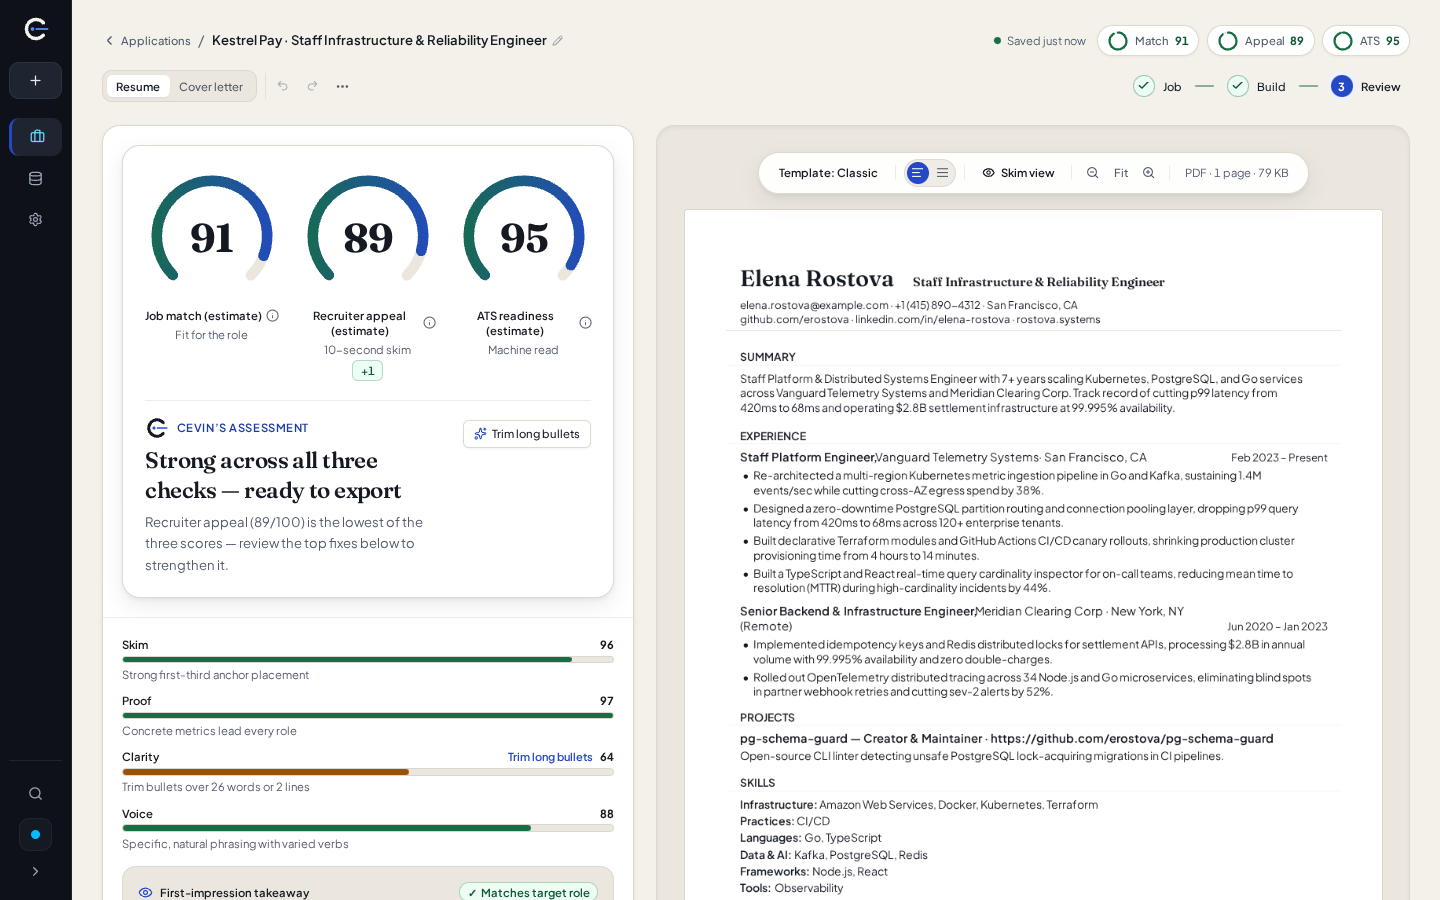 Applications / Kestrel Pay · Staff Infrastructure & Reliability Engineer
Saved just now
Match 91
Appeal 89
ATS 95
Resume
Cover letter
Job
Build
3
Review
91
89
95
Job match (estimate)
Fit for the role
Recruiter appeal
(estimate)
10-second skim
+1
ATS readiness
(estimate)
Machine read
CEVIN'S ASSESSMENT
Trim long bullets
Strong across all three
checks — ready to export
Recruiter appeal (89/100) is the lowest of the
three scores — review the top fixes below to
strengthen it.
Skim 96
Strong first-third anchor placement
Proof 97
Concrete metrics lead every role
Clarity Trim long bullets 64
Trim bullets over 26 words or 2 lines
Voice 88
Specific, natural phrasing with varied verbs
First-impression takeaway
✓ Matches target role
Template: Classic
Skim view
Fit
PDF · 1 page · 79 KB
Elena Rostova Staff Infrastructure & Reliability Engineer
elena.rostova@example.com · +1 (415) 890-4312 · San Francisco, CA
github.com/erostova · linkedin.com/in/elena-rostova · rostova.systems
SUMMARY
Staff Platform & Distributed Systems Engineer with 7+ years scaling Kubernetes, PostgreSQL, and Go services
across Vanguard Telemetry Systems and Meridian Clearing Corp. Track record of cutting p99 latency from
420ms to 68ms and operating $2.8B settlement infrastructure at 99.995% availability.
EXPERIENCE
Staff Platform Engineer, Vanguard Telemetry Systems · San Francisco, CA Feb 2023 – Present
• Re-architected a multi-region Kubernetes metric ingestion pipeline in Go and Kafka, sustaining 1.4M
events/sec while cutting cross-AZ egress spend by 38%.
• Designed a zero-downtime PostgreSQL partition routing and connection pooling layer, dropping p99 query
latency from 420ms to 68ms across 120+ enterprise tenants.
• Built declarative Terraform modules and GitHub Actions CI/CD canary rollouts, shrinking production cluster
provisioning time from 4 hours to 14 minutes.
• Built a TypeScript and React real-time query cardinality inspector for on-call teams, reducing mean time to
resolution (MTTR) during high-cardinality incidents by 44%.
Senior Backend & Infrastructure Engineer, Meridian Clearing Corp · New York, NY
(Remote) Jun 2020 – Jan 2023
• Implemented idempotency keys and Redis distributed locks for settlement APIs, processing $2.8B in annual
volume with 99.995% availability and zero double-charges.
• Rolled out OpenTelemetry distributed tracing across 34 Node.js and Go microservices, eliminating blind spots
in partner webhook retries and cutting sev-2 alerts by 52%.
PROJECTS
pg-schema-guard — Creator & Maintainer · https://github.com/erostova/pg-schema-guard
Open-source CLI linter detecting unsafe PostgreSQL lock-acquiring migrations in CI pipelines.
SKILLS
Infrastructure: Amazon Web Services, Docker, Kubernetes, Terraform
Practices: CI/CD
Languages: Go, TypeScript
Data & AI: Kafka, PostgreSQL, Redis
Frameworks: Node.js, React
Tools: Observability